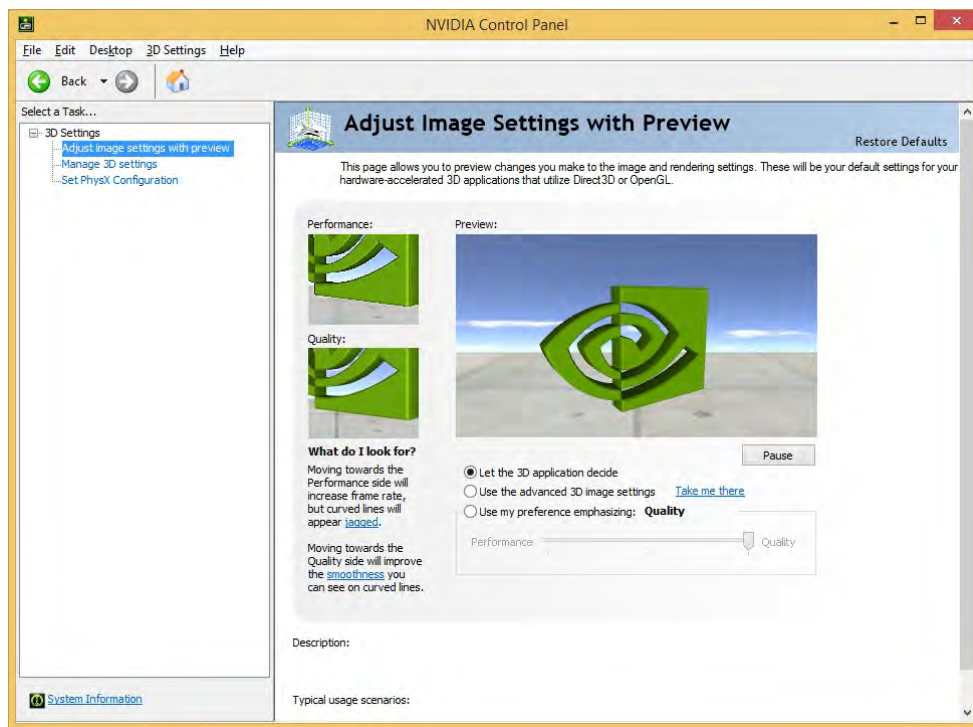 NVIDIA Control Panel
File Edit Desktop 3D Settings Help
Back
Select a Task...
3D Settings
Adjust image settings with preview
Manage 3D settings
Set PhysX Configuration
System Information
Adjust Image Settings with Preview
Restore Defaults
This page allows you to preview changes you make to the image and rendering settings. These will be your default settings for your
hardware-accelerated 3D applications that utilize Direct3D or OpenGL.
Performance:
Quality:
What do I look for?
Moving towards the
Performance side will
increase frame rate,
but curved lines will
appear jagged.
Moving towards the
Quality side will improve
the smoothness you
can see on curved lines.
Preview:
Pause
Let the 3D application decide
Use the advanced 3D image settings Take me there
Use my preference emphasizing: Quality
Performance Quality
Description:
Typical usage scenarios: